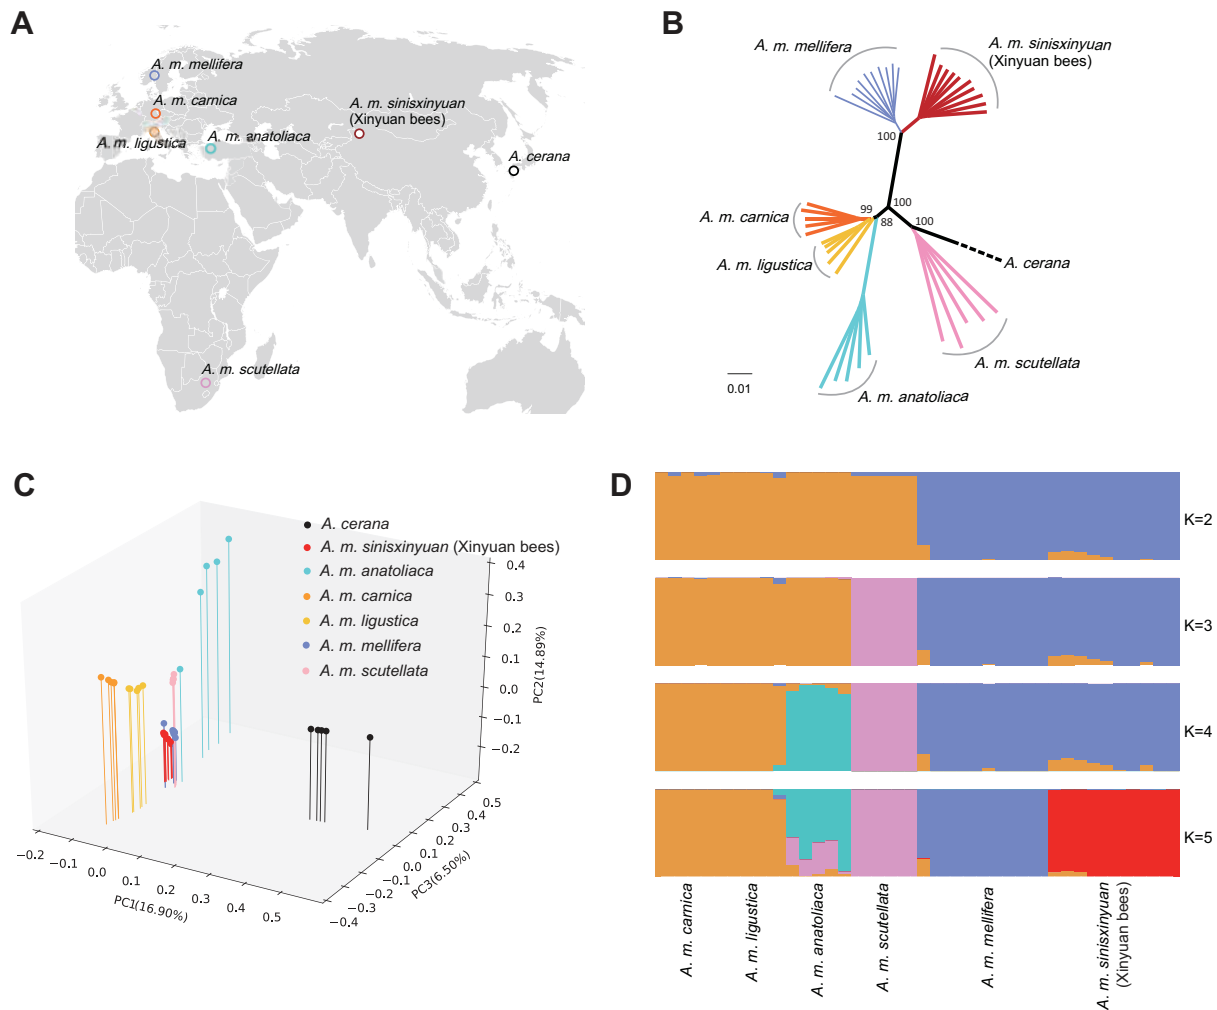 A
A. m. mellifera
A. m. carnica
A. m. sinisxinyuan
(Xinyuan bees)
A. m. ligustica
A. m. anatoliaca
A. cerana
A. m. scutellata
B
A. m. mellifera
A. m. sinisxinyuan
(Xinyuan bees)
100
A. m. carnica
99
100
88
100
A. m. ligustica
A. cerana
A. m. scutellata
0.01
A. m. anatoliaca
C
A. cerana
A. m. sinisxinyuan (Xinyuan bees)
A. m. anatoliaca
A. m. carnica
A. m. ligustica
A. m. mellifera
A. m. scutellata
0.4
0.3
0.2
0.1
0.0
−0.1
−0.2
PC2(14.89%)
0.5
0.4
0.3
0.2
0.1
0.0
−0.1
−0.2
−0.3
−0.4
PC3(6.50%)
−0.2
−0.1
0.0
0.1
0.2
0.3
0.4
0.5
PC1(16.90%)
D
K=2
K=3
K=4
K=5
A. m. carnica
A. m. ligustica
A. m. anatoliaca
A. m. scutellata
A. m. mellifera
A. m. sinisxinyuan
(Xinyuan bees)